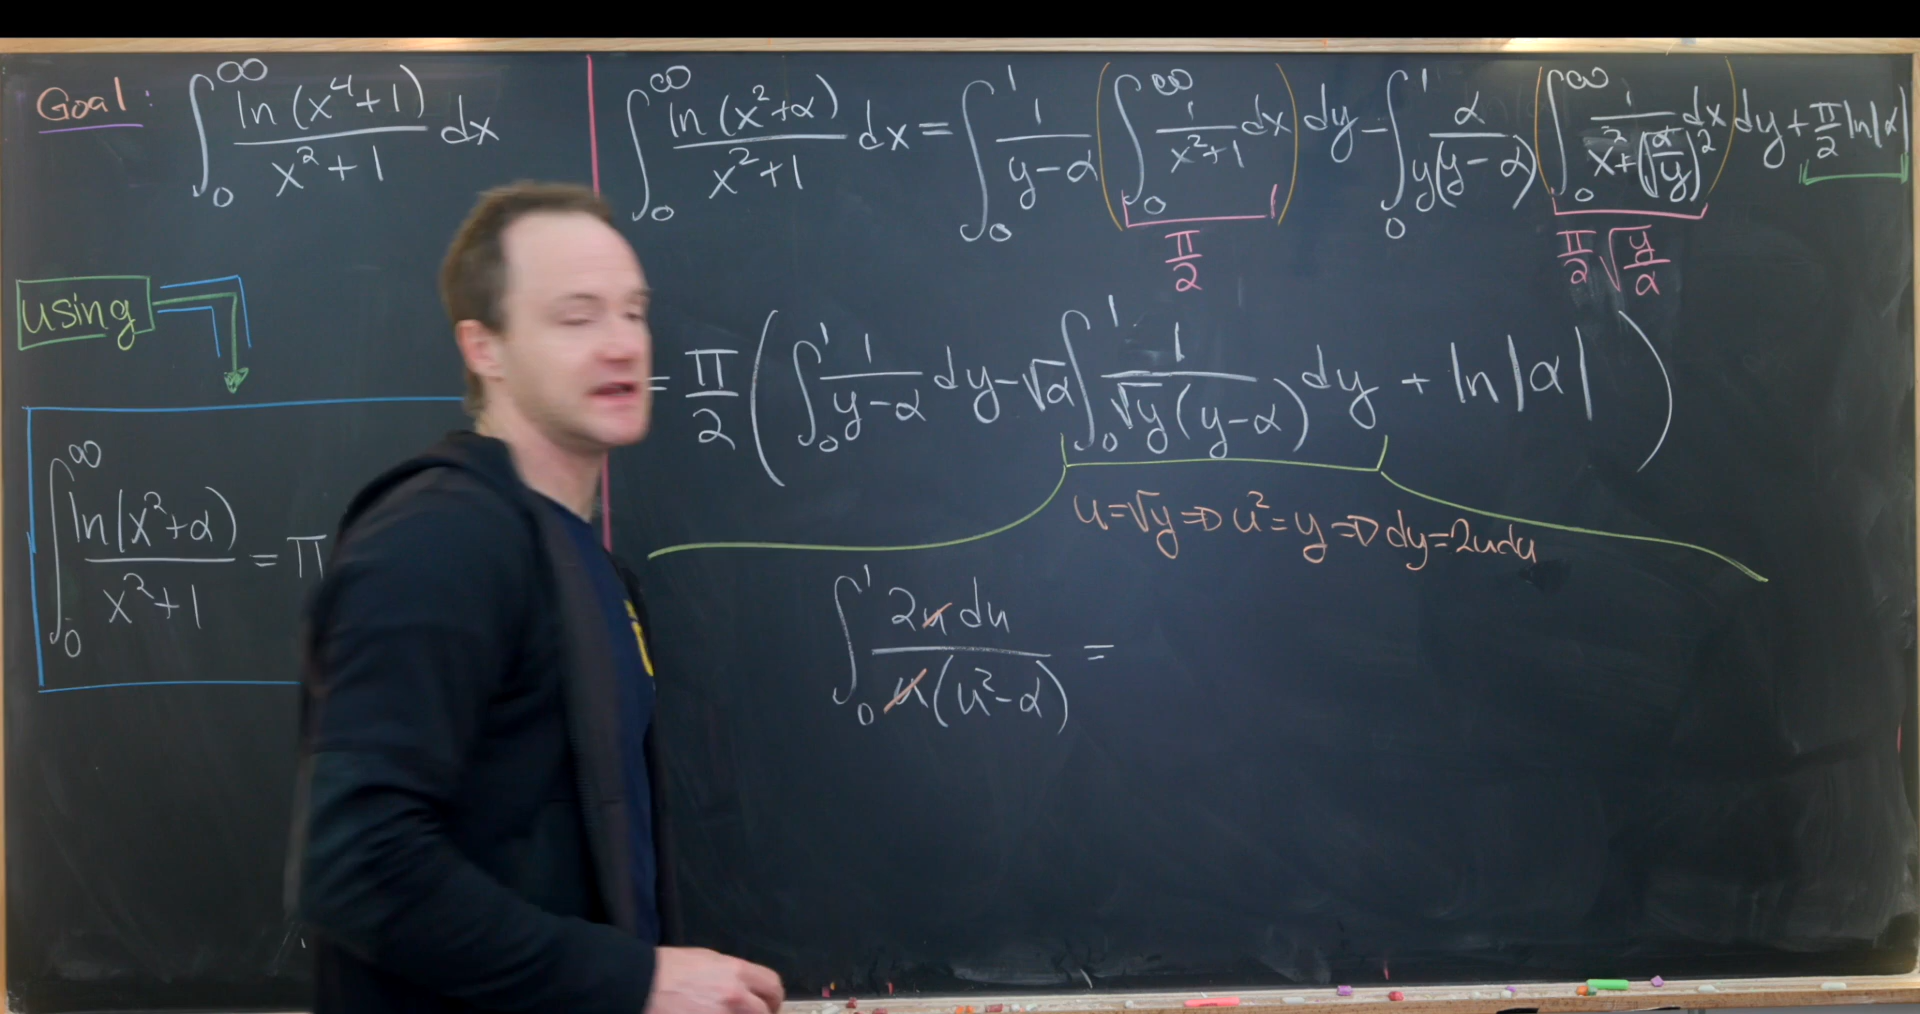 Goal: ∫₀^∞ ln(x⁴+1)/(x²+1) dx
using
∫₀^∞ ln(x²+α)/(x²+1) = π
∫₀^∞ ln(x²+α)/(x²+1) dx = ∫₀¹ 1/(y-α) (∫₀^∞ 1/(x²+1) dx) dy - ∫₀¹ α/(y(y-α)) (∫₀^∞ 1/(x²+(√(α/y))²) dx) dy + π/2 ln|α|
π/2 π/2 √(y/α)
= π/2 (∫₀¹ 1/(y-α) dy - √α ∫₀¹ 1/(√y(y-α)) dy + ln|α|)
u=√y ⇒ u²=y ⇒ dy=2udu
∫₀¹ 2u du/(u(u²-α)) =